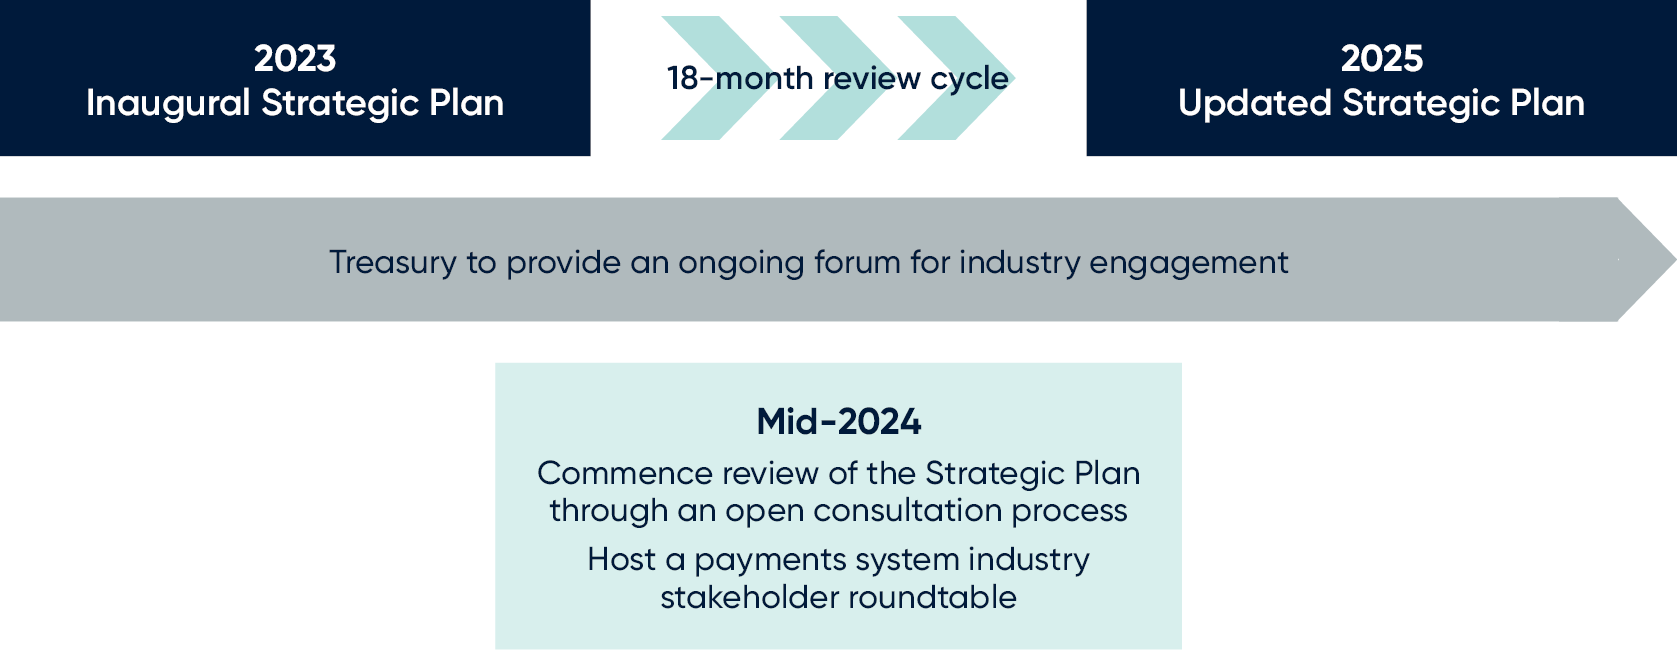 2023
Inaugural Strategic Plan
18-month review cycle
2025
Updated Strategic Plan
Treasury to provide an ongoing forum for industry engagement
Mid-2024
Commence review of the Strategic Plan
through an open consultation process
Host a payments system industry
stakeholder roundtable